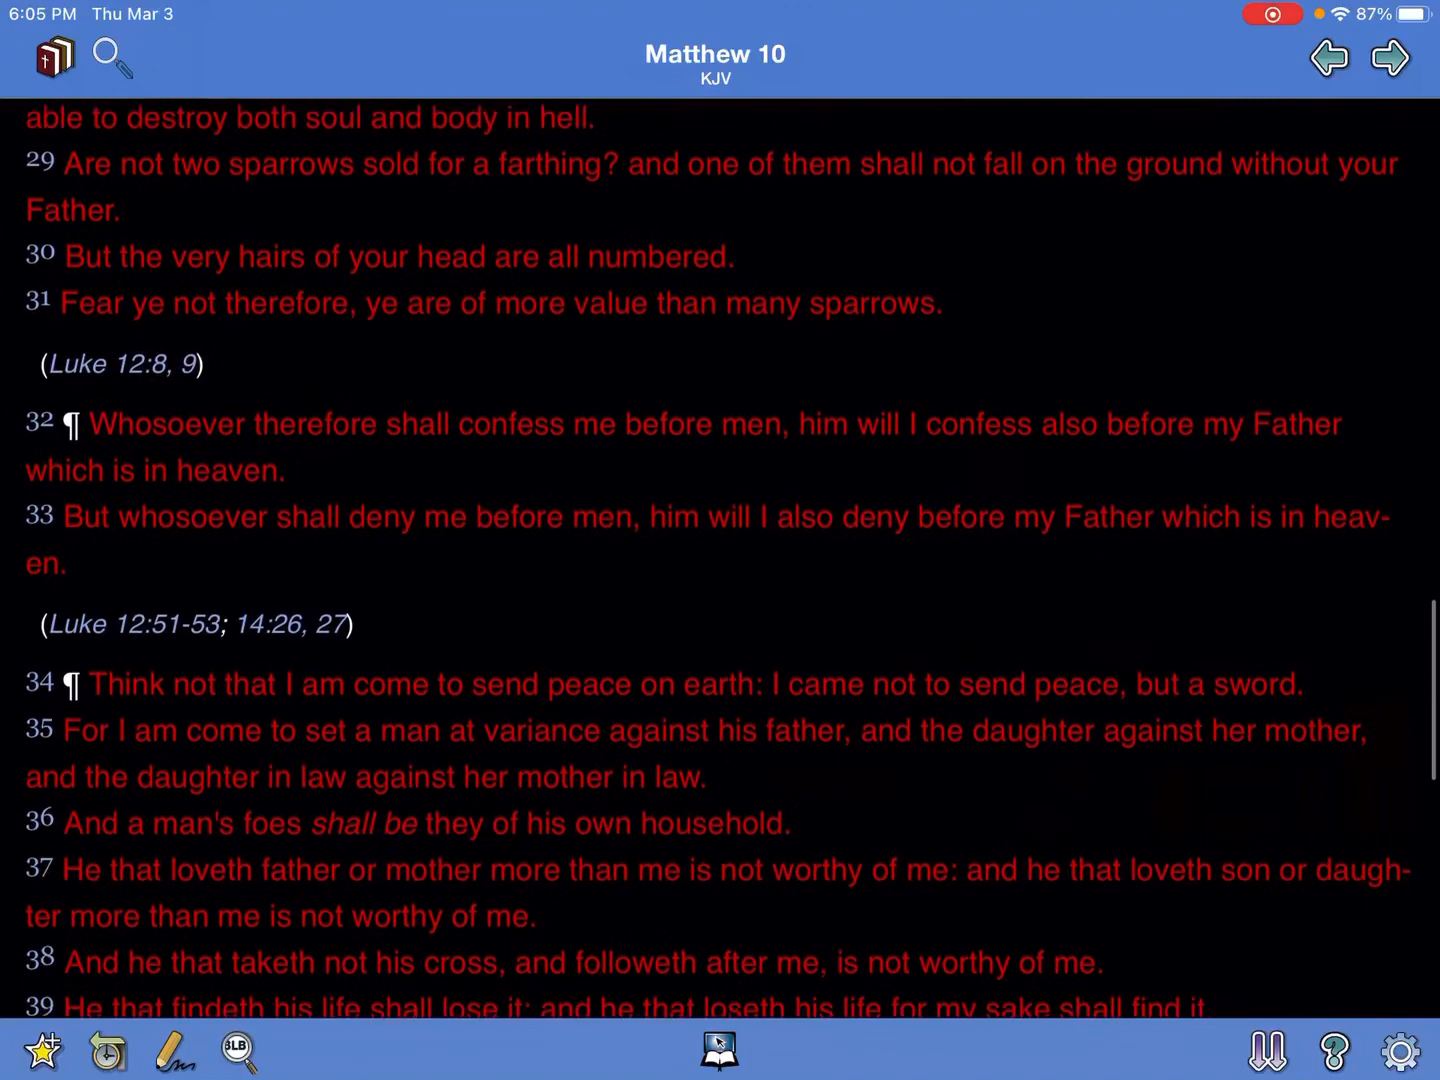 6:05 PM Thu Mar 3 87%
Matthew 10
KJV
able to destroy both soul and body in hell.
29 Are not two sparrows sold for a farthing? and one of them shall not fall on the ground without your
Father.
30 But the very hairs of your head are all numbered.
31 Fear ye not therefore, ye are of more value than many sparrows.
(Luke 12:8, 9)
32 ¶ Whosoever therefore shall confess me before men, him will I confess also before my Father
which is in heaven.
33 But whosoever shall deny me before men, him will I also deny before my Father which is in heav-
en.
(Luke 12:51-53; 14:26, 27)
34 ¶ Think not that I am come to send peace on earth: I came not to send peace, but a sword.
35 For I am come to set a man at variance against his father, and the daughter against her mother,
and the daughter in law against her mother in law.
36 And a man's foes shall be they of his own household.
37 He that loveth father or mother more than me is not worthy of me: and he that loveth son or daugh-
ter more than me is not worthy of me.
38 And he that taketh not his cross, and followeth after me, is not worthy of me.
39 He that findeth his life shall lose it: and he that loseth his life for my sake shall find it.
BLB